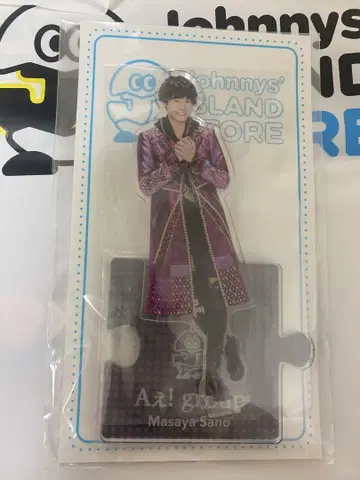 Johnnys'
Johnnys'
ISLAND
STORE
Aぇ! group
Masaya Sano